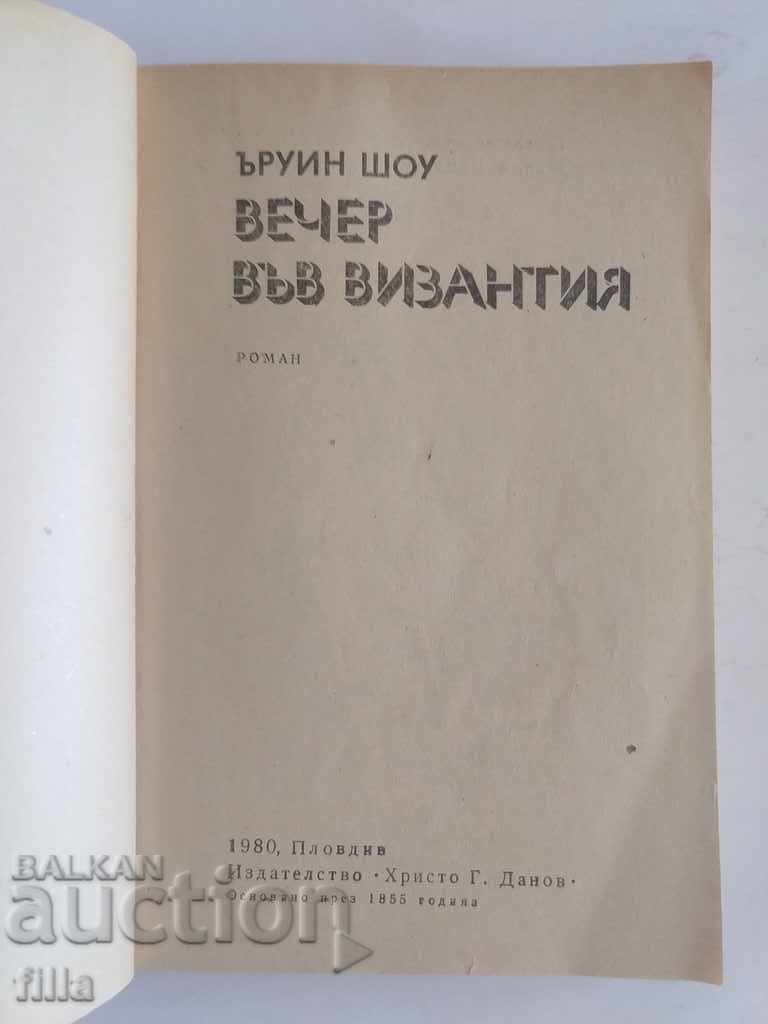 ЪРУИН ШОУ
ВЕЧЕР
ВЪВ ВИЗАНТИЯ
РОМАН
1980, Пловдив
Издателство • Христо Г. Данов •
Основано през 1855 година
BALKAN
auction
filla